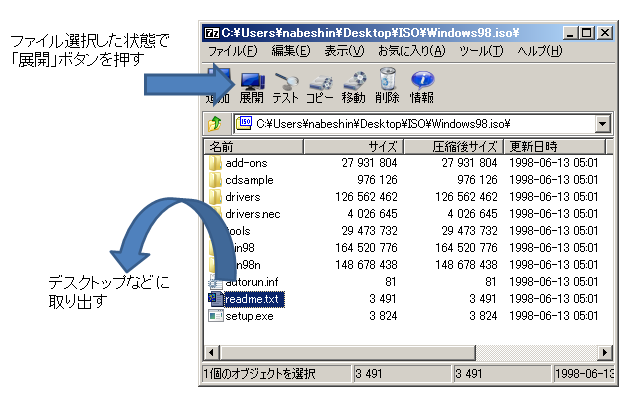 ファイル選択した状態で
「展開」ボタンを押す
C:¥Users¥nabeshin¥Desktop¥ISO¥Windows98.iso¥
ファイル(F) 編集(E) 表示(V) お気に入り(A) ツール(T) ヘルプ(H)
追加 展開 テスト コピー 移動 削除 情報
C:¥Users¥nabeshin¥Desktop¥ISO¥Windows98.iso¥
名前 サイズ 圧縮後サイズ 更新日時
add-ons 27 931 804 27 931 804 1998-06-13 05:01
cdsample 976 126 976 126 1998-06-13 05:01
drivers 126 562 462 126 562 462 1998-06-13 05:01
drivers.nec 4 026 645 4 026 645 1998-06-13 05:01
tools 29 473 732 29 473 732 1998-06-13 05:01
win98 164 520 776 164 520 776 1998-06-13 05:01
win98n 148 678 438 148 678 438 1998-06-13 05:01
autorun.inf 81 81 1998-06-13 05:01
readme.txt 3 491 3 491 1998-06-13 05:01
setup.exe 3 824 3 824 1998-06-13 05:01
デスクトップなどに
取り出す
1個のオブジェクトを選択 3 491 3 491 1998-06-13